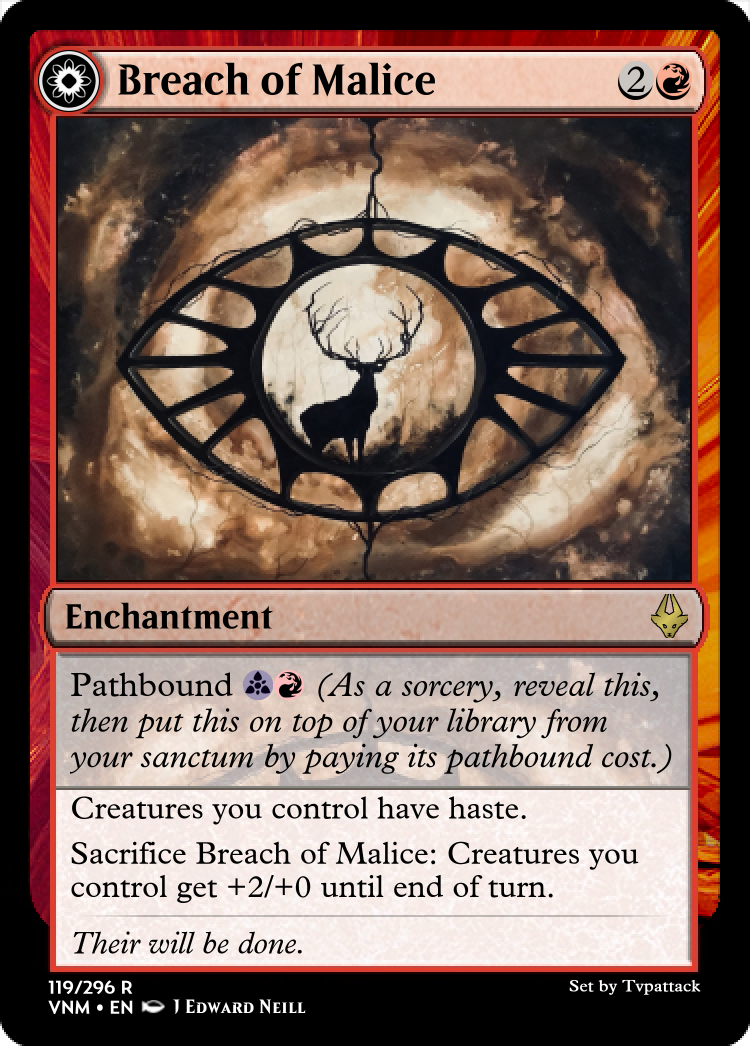 Breach of Malice 2
Enchantment
Pathbound (As a sorcery, reveal this,
then put this on top of your library from
your sanctum by paying its pathbound cost.)
Creatures you control have haste.
Sacrifice Breach of Malice: Creatures you
control get +2/+0 until end of turn.
Their will be done.
119/296 R
Set by Tvpattack
VNM • EN J Edward Neill